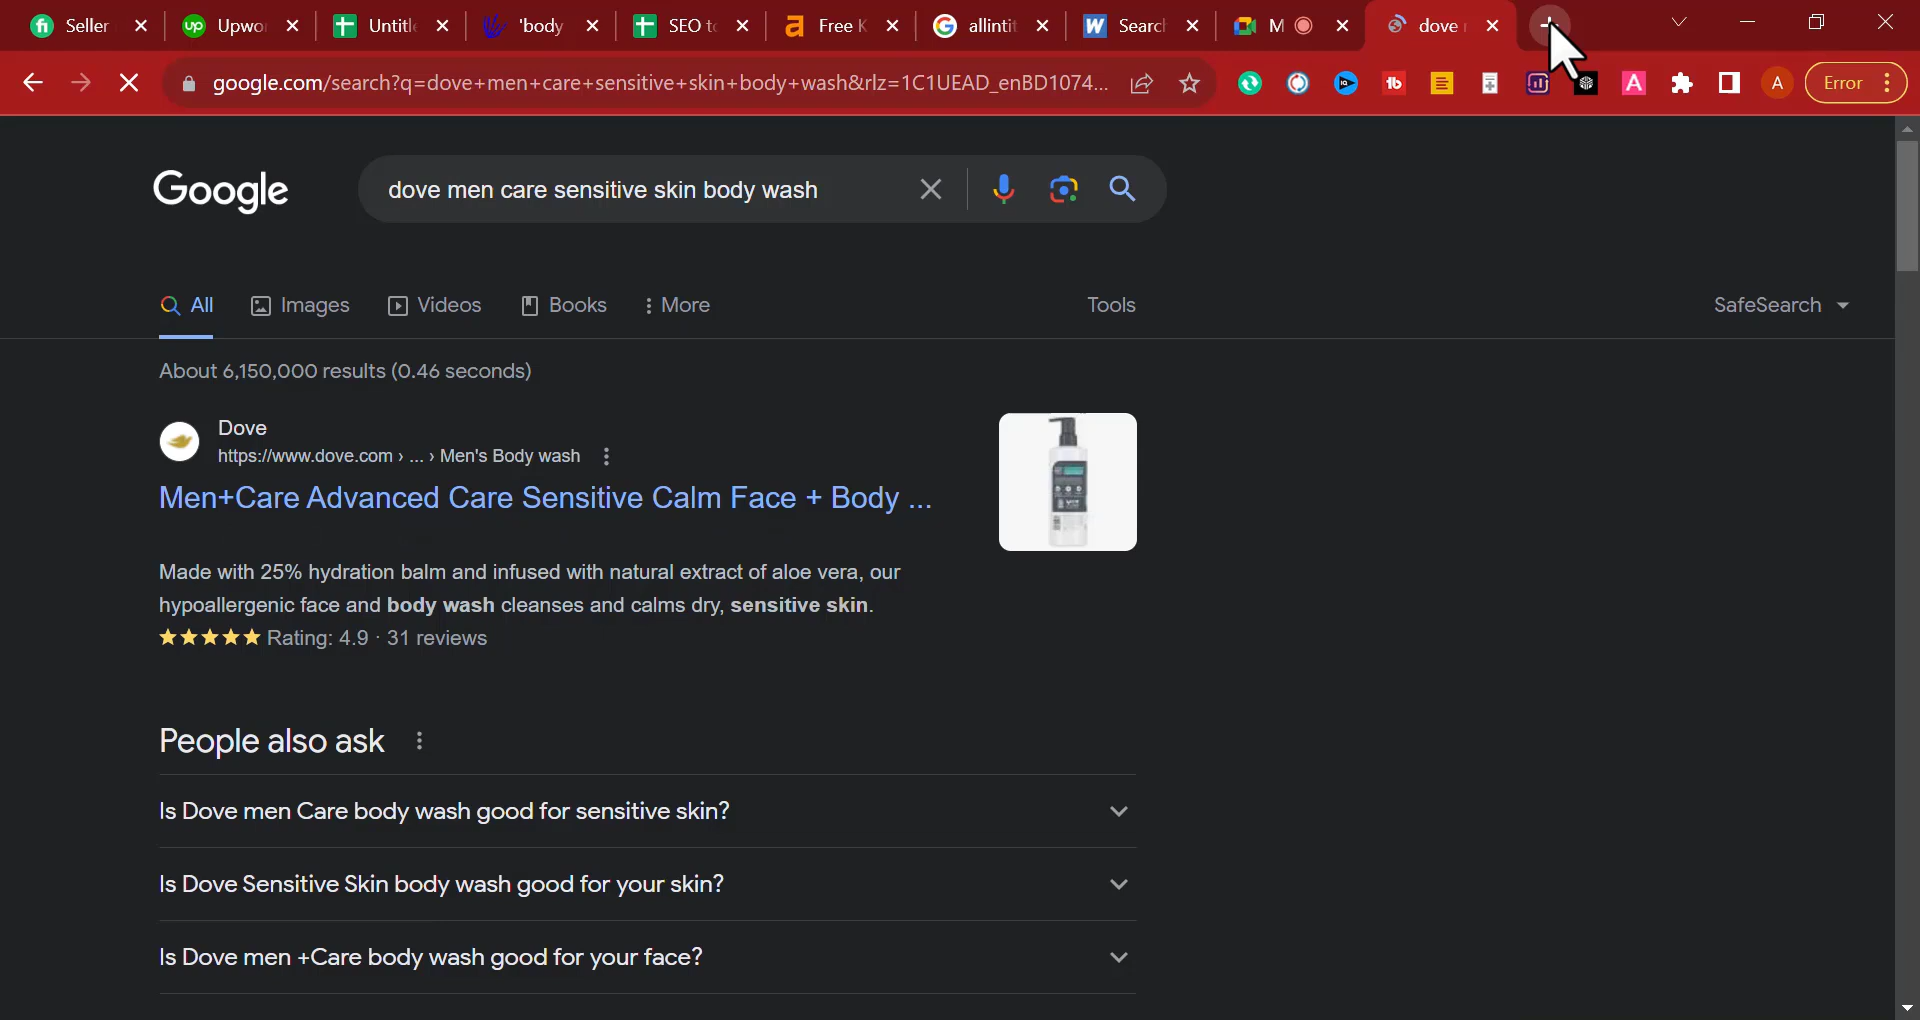 Seller
Upwo
Untitl
'body
SEO t
Free K
allintit
Search
M
dove
google.com/search?q=dove+men+care+sensitive+skin+body+wash&rlz=1C1UEAD_enBD1074...
A
Error
Google
dove men care sensitive skin body wash
All
Images
Videos
Books
More
Tools
SafeSearch
About 6,150,000 results (0.46 seconds)
Dove
https://www.dove.com › ... › Men's Body wash
Men+Care Advanced Care Sensitive Calm Face + Body ...
Made with 25% hydration balm and infused with natural extract of aloe vera, our
hypoallergenic face and body wash cleanses and calms dry, sensitive skin.
Rating: 4.9 · 31 reviews
People also ask
Is Dove men Care body wash good for sensitive skin?
Is Dove Sensitive Skin body wash good for your skin?
Is Dove men +Care body wash good for your face?